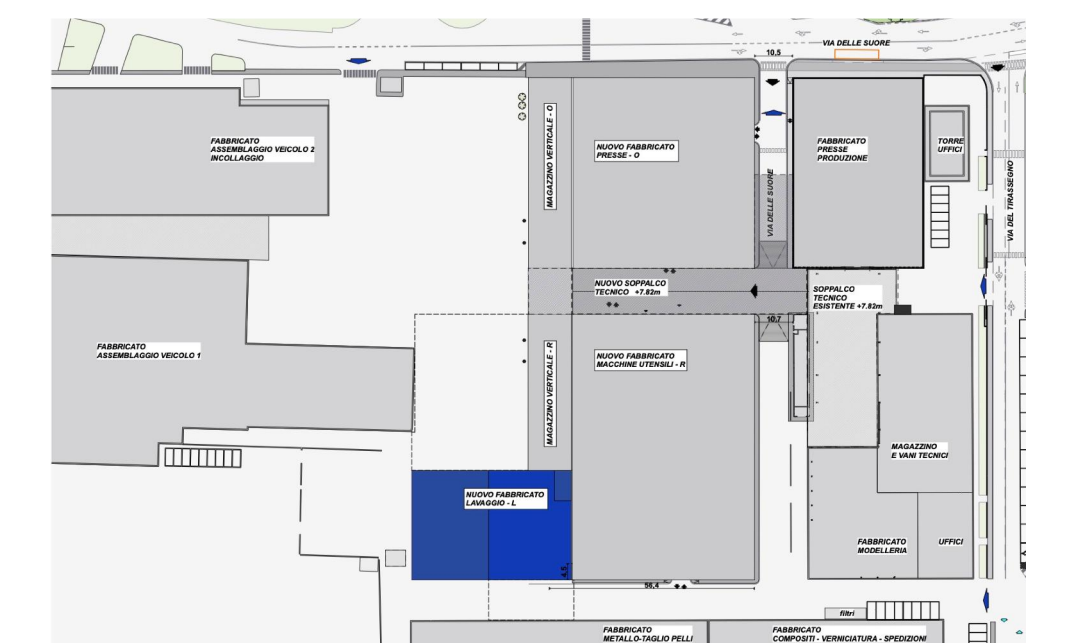 VIA DELLE SUORE
10,5
FABBRICATO
ASSEMBLAGGIO VEICOLO 2
INCOLLAGGIO
MAGAZZINO VERTICALE - O
NUOVO FABBRICATO
PRESSE - O
VIA DELLE SUORE
FABBRICATO
PRESSE
PRODUZIONE
TORRE
UFFICI
VIA DEL TIRASSEGNO
NUOVO SOPPALCO
TECNICO +7.82m
SOPPALCO
TECNICO
ESISTENTE +7.82m
10,7
FABBRICATO
ASSEMBLAGGIO VEICOLO 1
MAGAZZINO VERTICALE - R
NUOVO FABBRICATO
MACCHINE UTENSILI - R
MAGAZZINO
E VANI TECNICI
NUOVO FABBRICATO
LAVAGGIO - L
FABBRICATO
MODELLERIA
UFFICI
4,5
56,4
filtri
FABBRICATO
METALLO-TAGLIO PELLI
FABBRICATO
COMPOSITI - VERNICIATURA - SPEDIZIONI